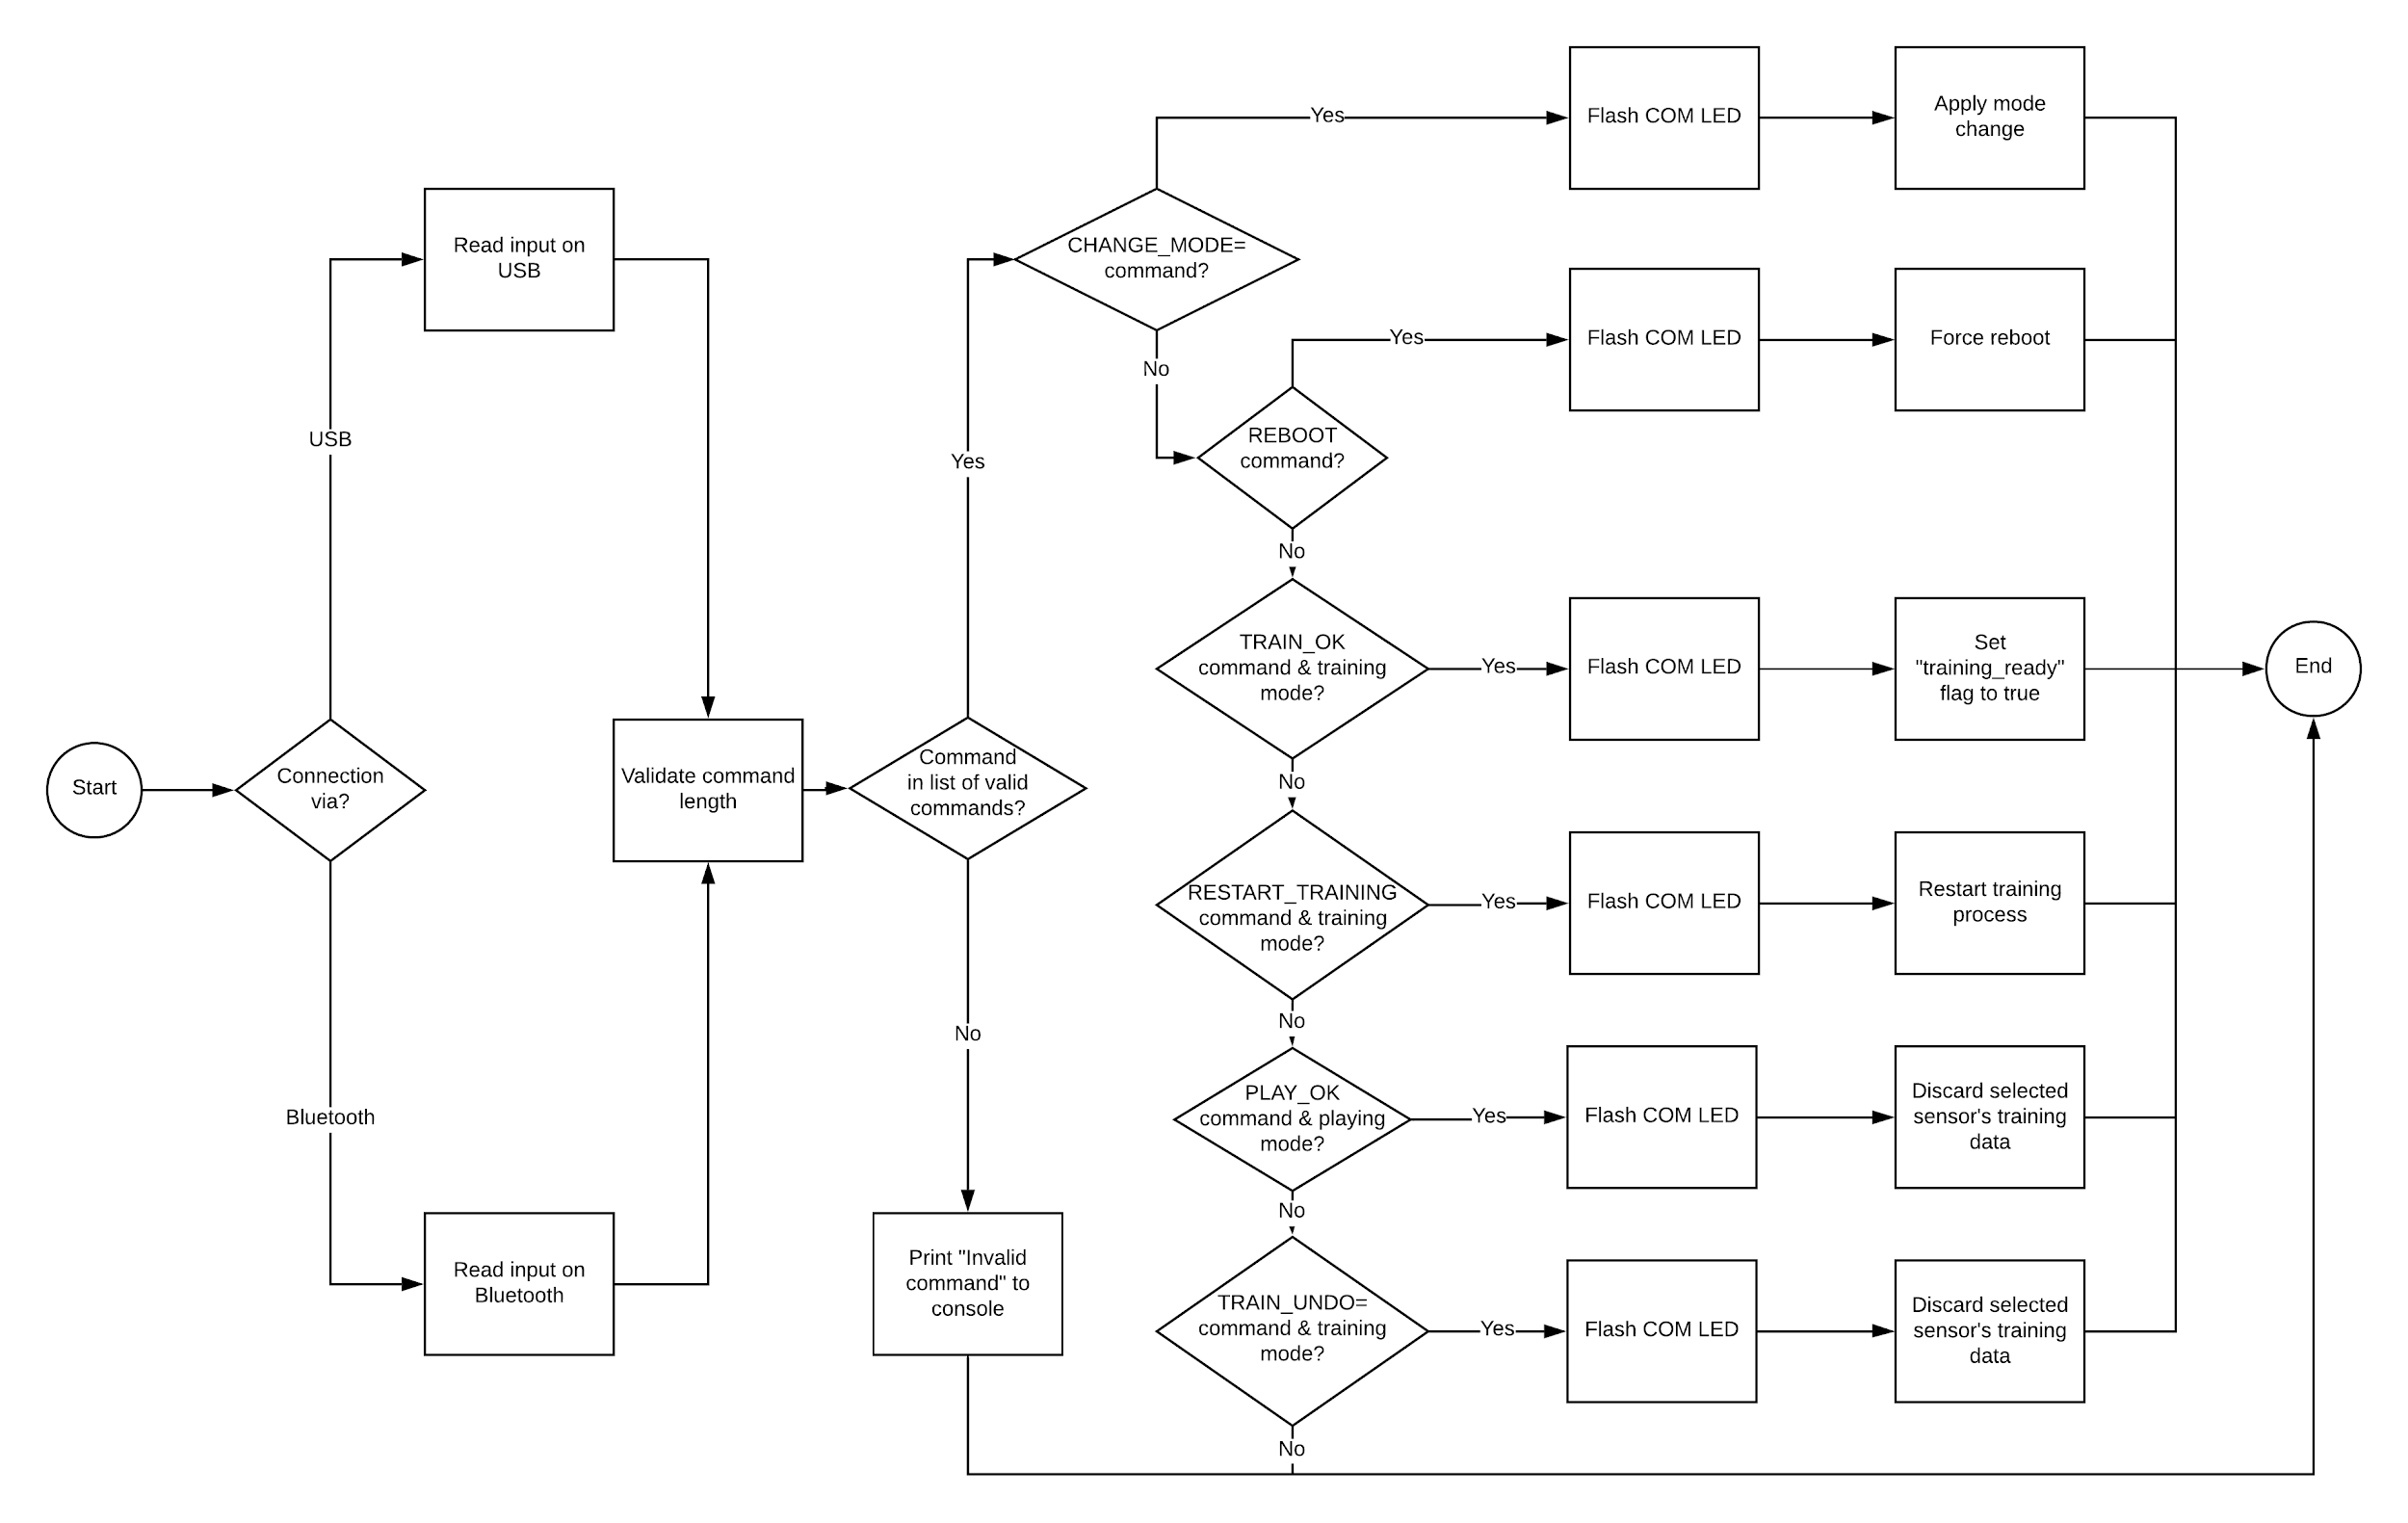 Start
Connection
via?
USB
Bluetooth
Read input on
USB
Read input on
Bluetooth
Validate command
length
Command
in list of valid
commands?
Yes
No
Print "Invalid
command" to
console
CHANGE_MODE=
command?
Yes
Flash COM LED
Apply mode
change
No
REBOOT
command?
Yes
Flash COM LED
Force reboot
No
TRAIN_OK
command & training
mode?
Yes
Flash COM LED
Set
"training_ready"
flag to true
No
RESTART_TRAINING
command & training
mode?
Yes
Flash COM LED
Restart training
process
No
PLAY_OK
command & playing
mode?
Yes
Flash COM LED
Discard selected
sensor's training
data
No
TRAIN_UNDO=
command & training
mode?
Yes
Flash COM LED
Discard selected
sensor's training
data
No
End